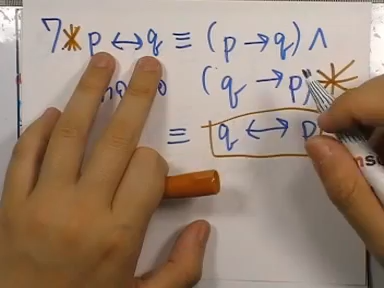 7 * p ↔ q ≡ (p → q) ∧
(q → p) *
≡ q ↔ p